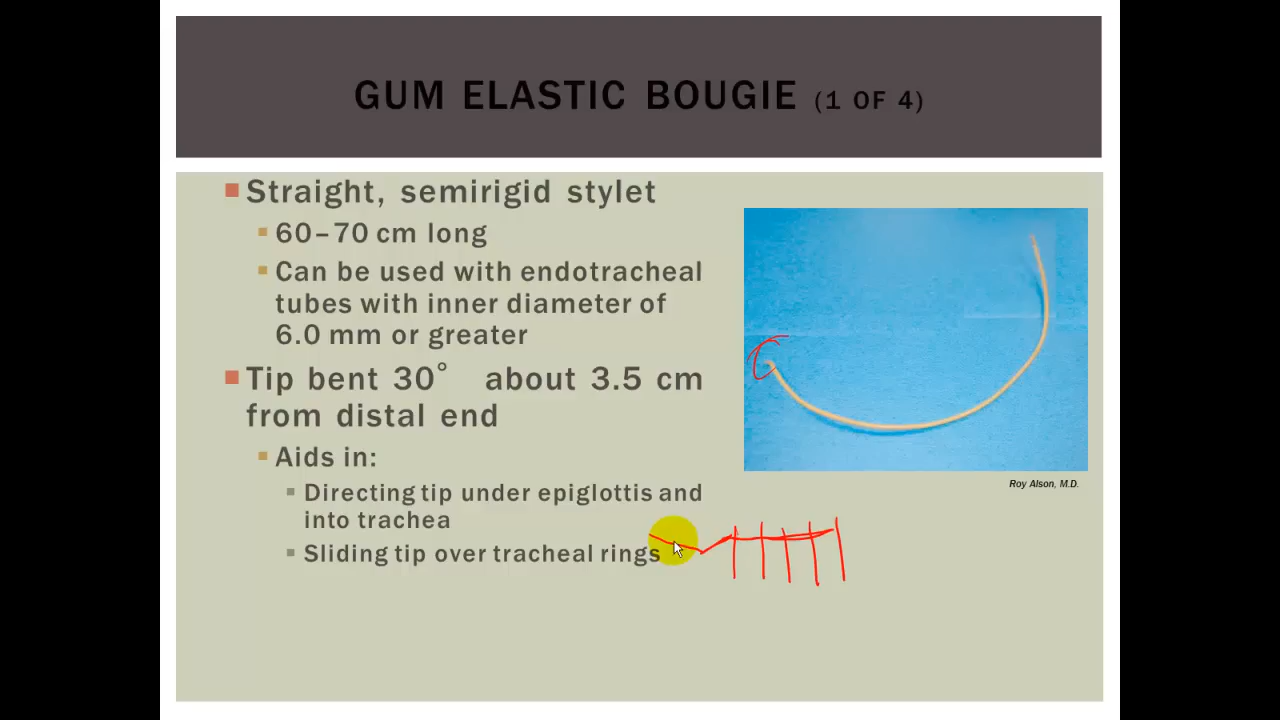 GUM ELASTIC BOUGIE (1 OF 4)
Straight, semirigid stylet
60–70 cm long
Can be used with endotracheal
tubes with inner diameter of
6.0 mm or greater
Tip bent 30° about 3.5 cm
from distal end
Aids in:
Directing tip under epiglottis and
into trachea
Sliding tip over tracheal rings
Roy Alson, M.D.